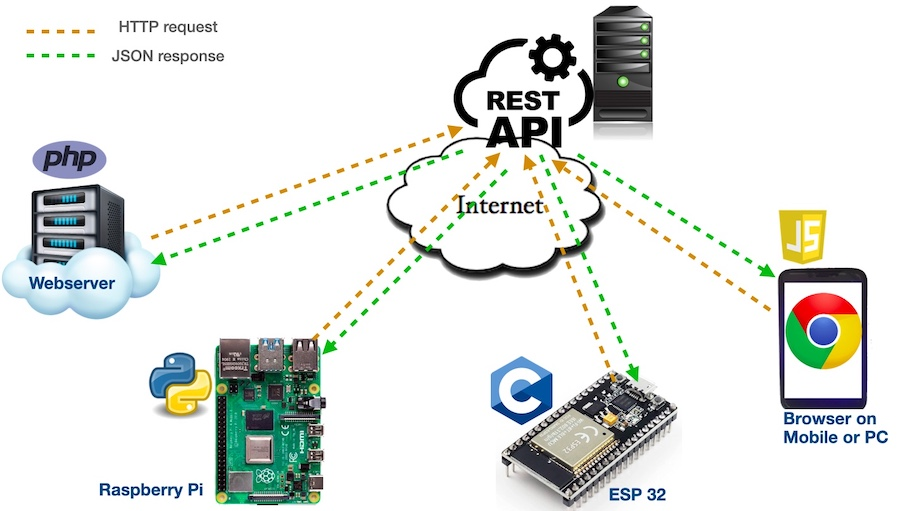 HTTP request
JSON response
REST
API
php
Internet
Webserver
JS
C
HDMI
Browser on
Mobile or PC
Raspberry Pi
ESP 32